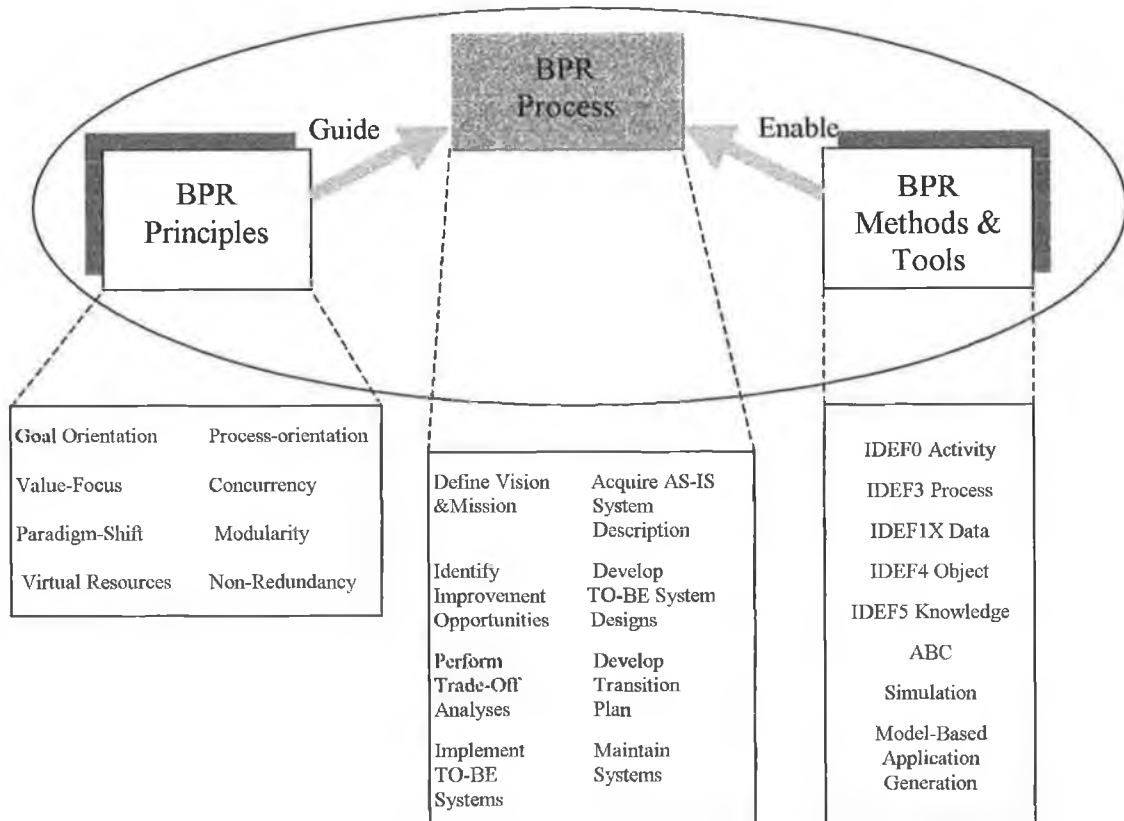 BPR
Process
Guide
Enable
BPR
Principles
BPR
Methods &
Tools
Goal Orientation Process-orientation
Value-Focus Concurrency
Paradigm-Shift Modularity
Virtual Resources Non-Redundancy
Define Vision
&Mission
Acquire AS-IS
System
Description
Identify
Improvement
Opportunities
Develop
TO-BE System
Designs
Perform
Trade-Off
Analyses
Develop
Transition
Plan
Implement
TO-BE
Systems
Maintain
Systems
IDEF0 Activity
IDEF3 Process
IDEF1X Data
IDEF4 Object
IDEF5 Knowledge
ABC
Simulation
Model-Based
Application
Generation